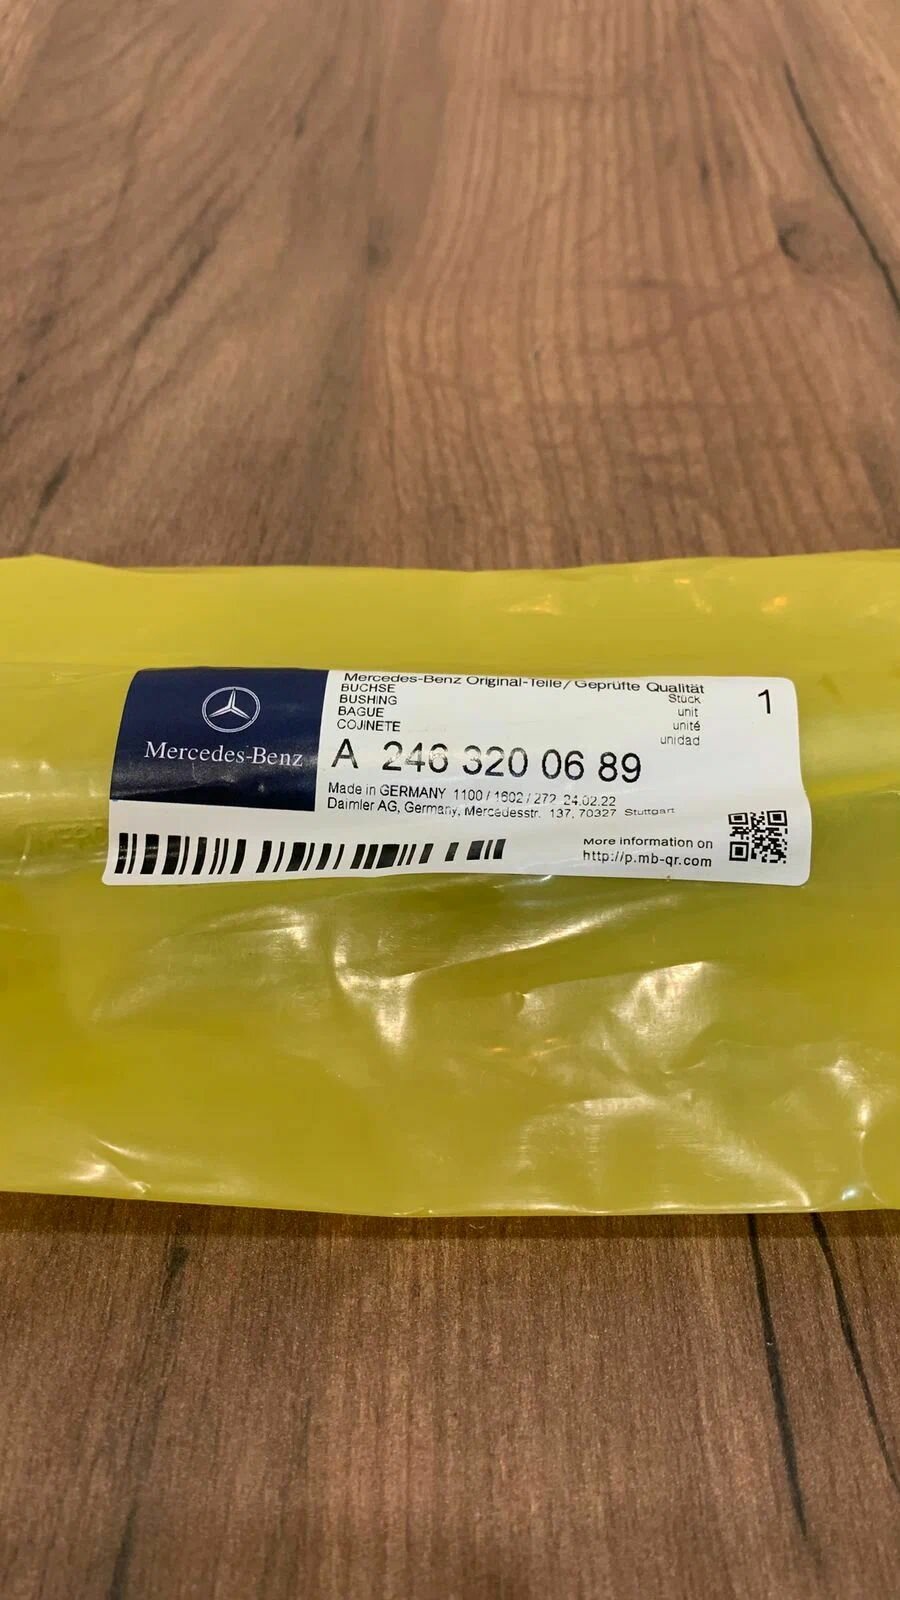 Mercedes-Benz
Mercedes-Benz Original-Teile/Geprüfte Qualität
BUCHSE
BUSHING
BAGUE
COJINETE
Stück
unit
unité
unidad
1
A 246 320 06 89
Made in GERMANY 1100 / 1602 / 272 24.02.22
Daimler AG, Germany, Mercedesstr. 137, 70327 Stuttgart
More information on
http://p.mb-qr.com